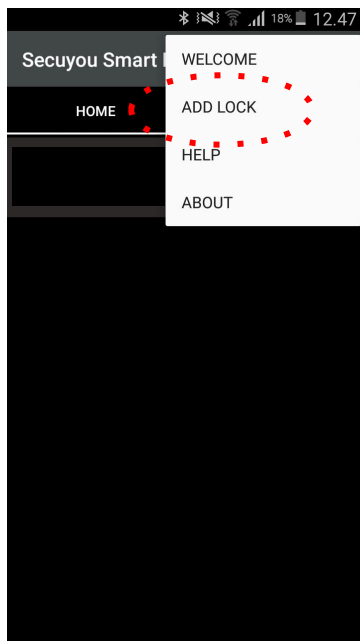 18% 12.47
Secuyou Smart
WELCOME
HOME
ADD LOCK
HELP
ABOUT